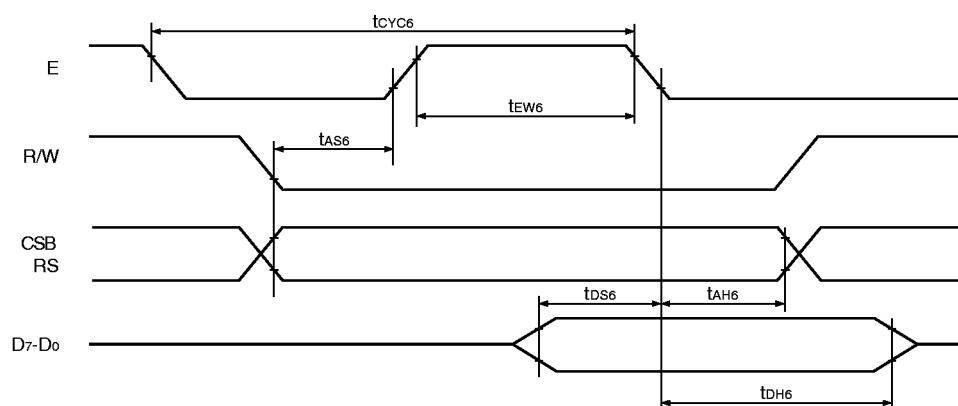 tCYC6
E
tEW6
tAS6
R/W
CSB
RS
tDS6 tAH6
D7-D0
tDH6